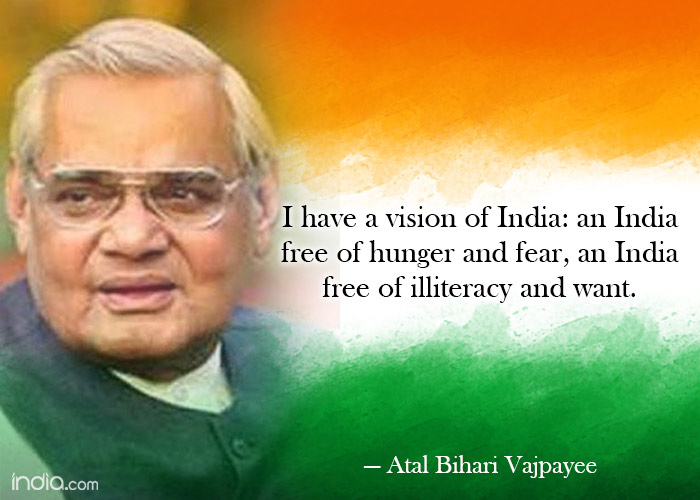 I have a vision of India: an India
free of hunger and fear, an India
free of illiteracy and want.
– Atal Bihari Vajpayee
india.com